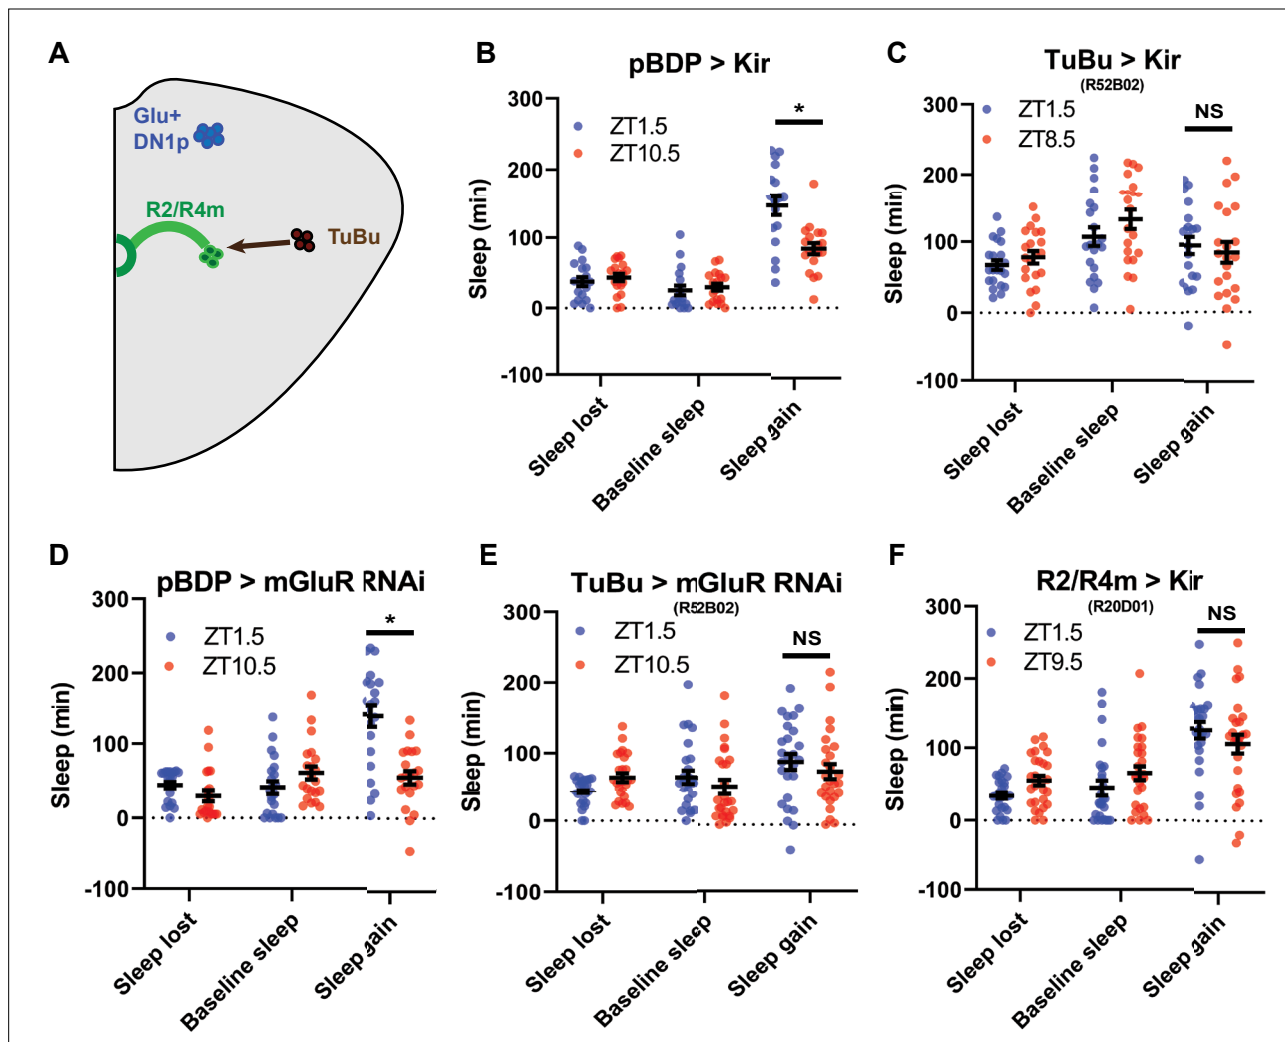 A
Glu+
DN1p
R2/R4m
TuBu
B
pBDP > Kir
300
200
100
0
-100
Sleep (min)
ZT1.5
ZT10.5
*
Sleep lost
Baseline sleep
Sleep gain
C
TuBu > Kir
(R52B02)
300
200
100
0
-100
Sleep (min)
ZT1.5
ZT8.5
NS
Sleep lost
Baseline sleep
Sleep gain
D
pBDP > mGluR RNAi
300
200
100
0
-100
Sleep (min)
ZT1.5
ZT10.5
*
Sleep lost
Baseline sleep
Sleep gain
E
TuBu > mGluR RNAi
(R52B02)
300
200
100
0
-100
Sleep (min)
ZT1.5
ZT10.5
NS
Sleep lost
Baseline sleep
Sleep gain
F
R2/R4m > Kir
(R20D01)
300
200
100
0
-100
Sleep (min)
ZT1.5
ZT9.5
NS
Sleep lost
Baseline sleep
Sleep gain